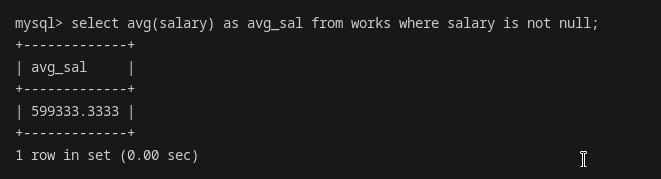 mysql> select avg(salary) as avg_sal from works where salary is not null;
+-------------+
| avg_sal     |
+-------------+
| 599333.3333 |
+-------------+
1 row in set (0.00 sec)